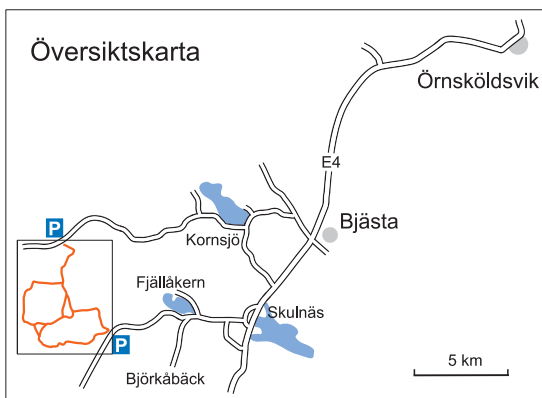 Översiktskarta
Örnsköldsvik
E4
Bjästa
P
Kornsjö
Fjällåkern
Skulnäs
P
Björkåbäck
5 km